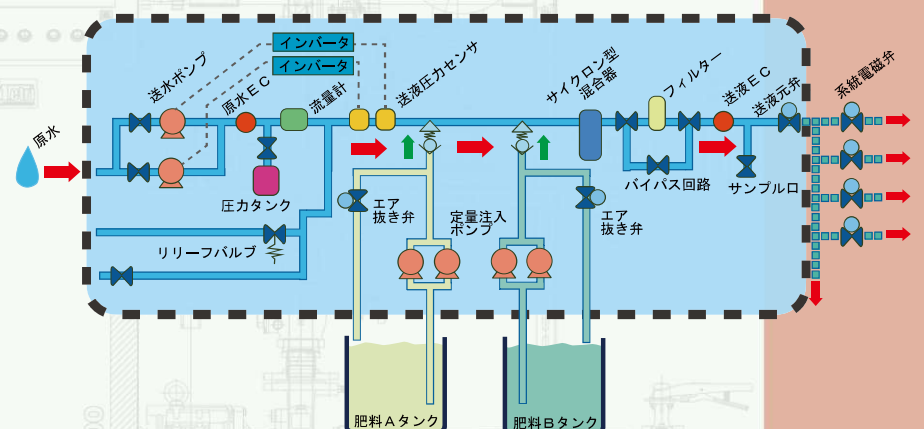 インバータ
インバータ
送水ポンプ
原水ＥＣ
流量計
送液圧力センサ
サイクロン型
混合器
フィルター
送液ＥＣ
送液元弁
系統電磁弁
原水
圧力タンク
リリーフバルブ
エア
抜き弁
定量注入
ポンプ
エア
抜き弁
バイパス回路
サンプル口
肥料Ａタンク
肥料Ｂタンク